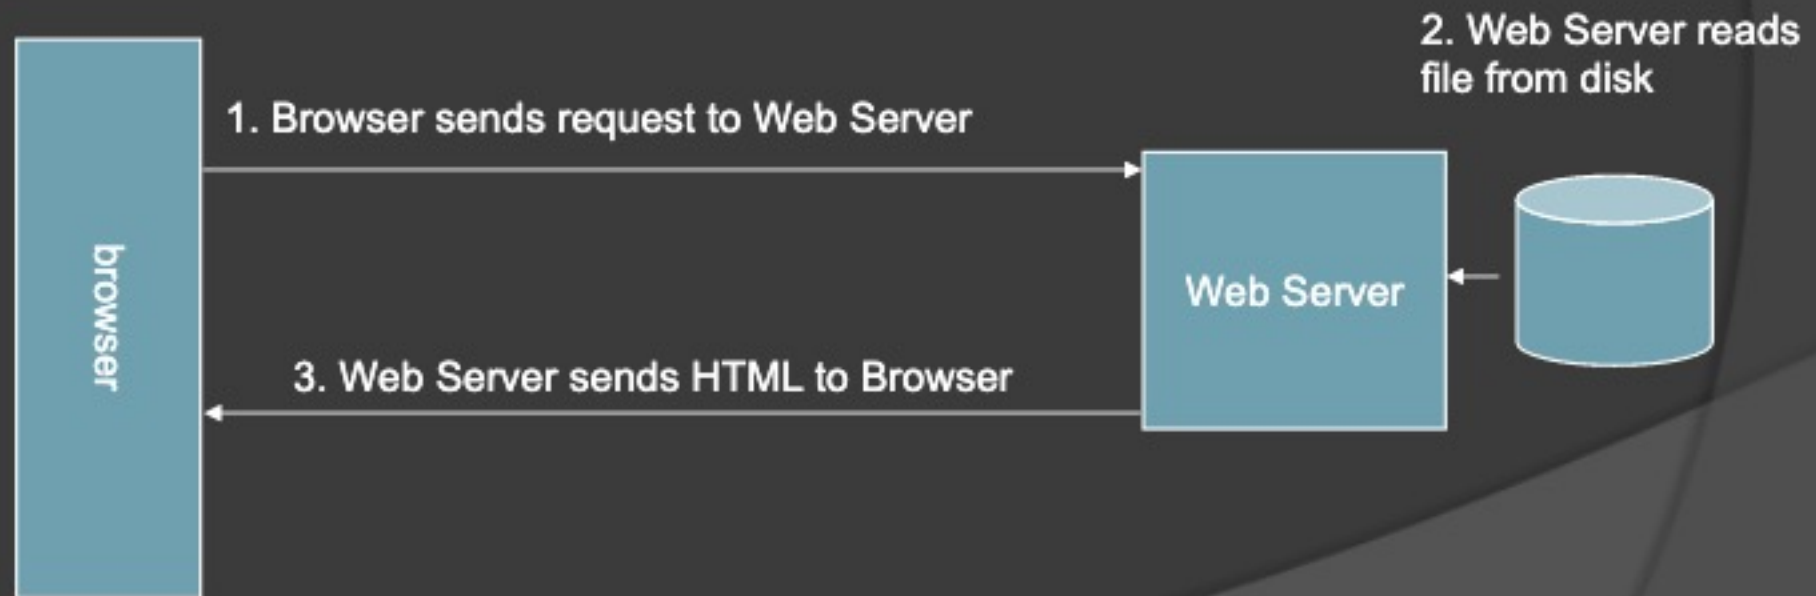 2. Web Server reads
file from disk
1. Browser sends request to Web Server
browser
Web Server
3. Web Server sends HTML to Browser